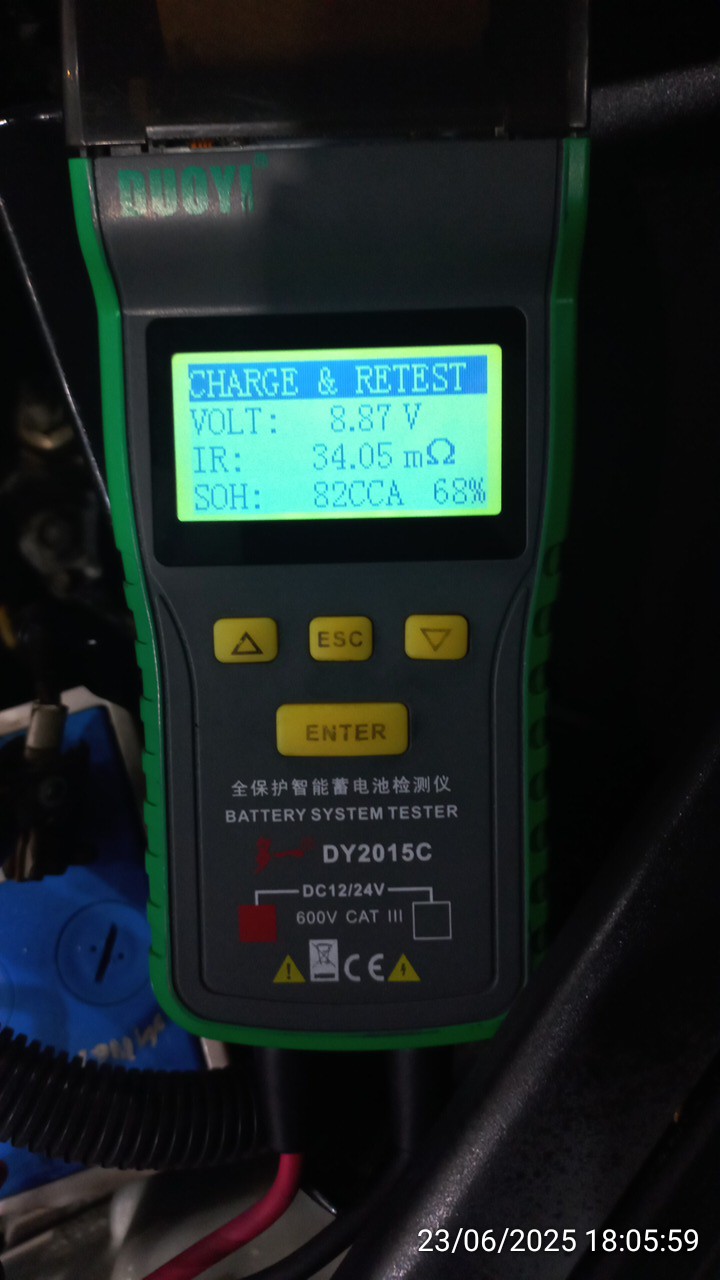 DUOYI®
CHARGE & RETEST
VOLT: 8.87 V
IR: 34.05 mΩ
SOH: 82CCA 68%
ESC
ENTER
全保护智能蓄电池检测仪
BATTERY SYSTEM TESTER
DY2015C
DC12/24V
600V CAT III
CE
23/06/2025 18:05:59